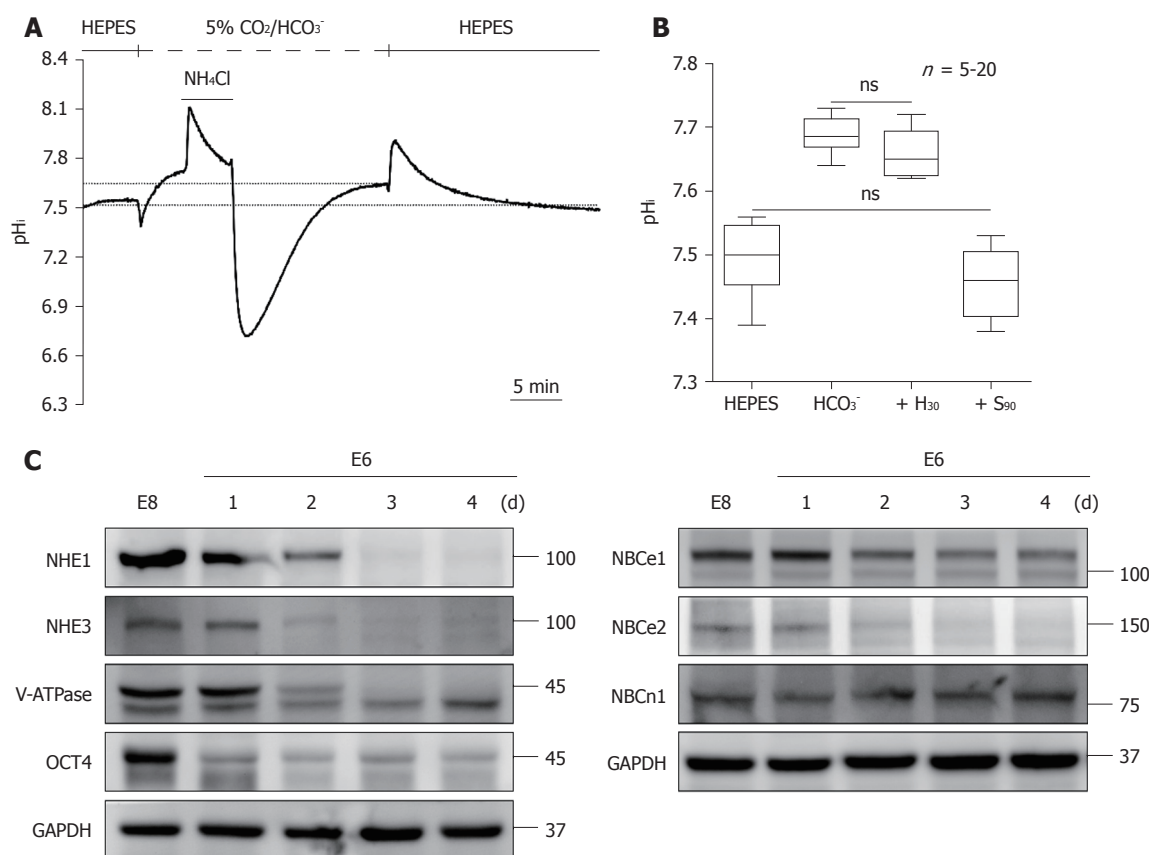 A
HEPES 5% CO₂/HCO₃⁻ HEPES
8.4
8.1
7.8
7.5
7.2
6.9
6.6
6.3
pHi
NH₄Cl
5 min
B
7.8
7.7
7.6
7.5
7.4
7.3
pHi
n = 5-20
ns
ns
HEPES HCO₃⁻ + H₃₀ + S₉₀
C
E6
E8 1 2 3 4 (d)
NHE1 100
NHE3 100
V-ATPase 45
OCT4 45
GAPDH 37
E6
E8 1 2 3 4 (d)
NBCe1 100
NBCe2 150
NBCn1 75
GAPDH 37